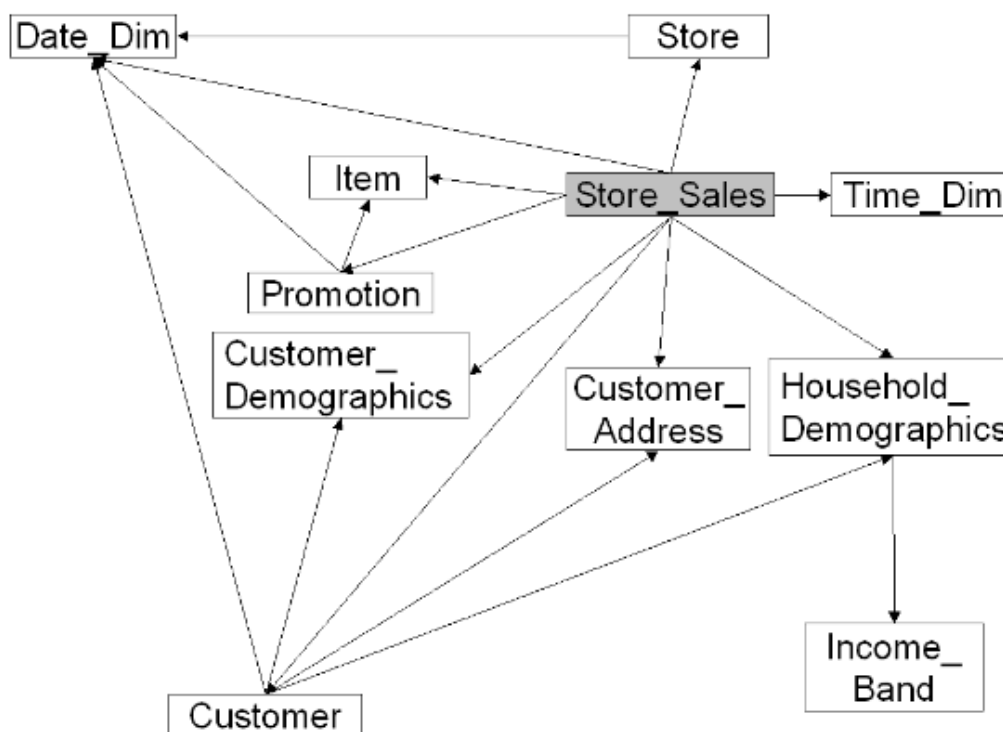 Date_Dim
Store
Item
Store_Sales
Time_Dim
Promotion
Customer_
Demographics
Customer_
Address
Household_
Demographics
Income_
Band
Customer